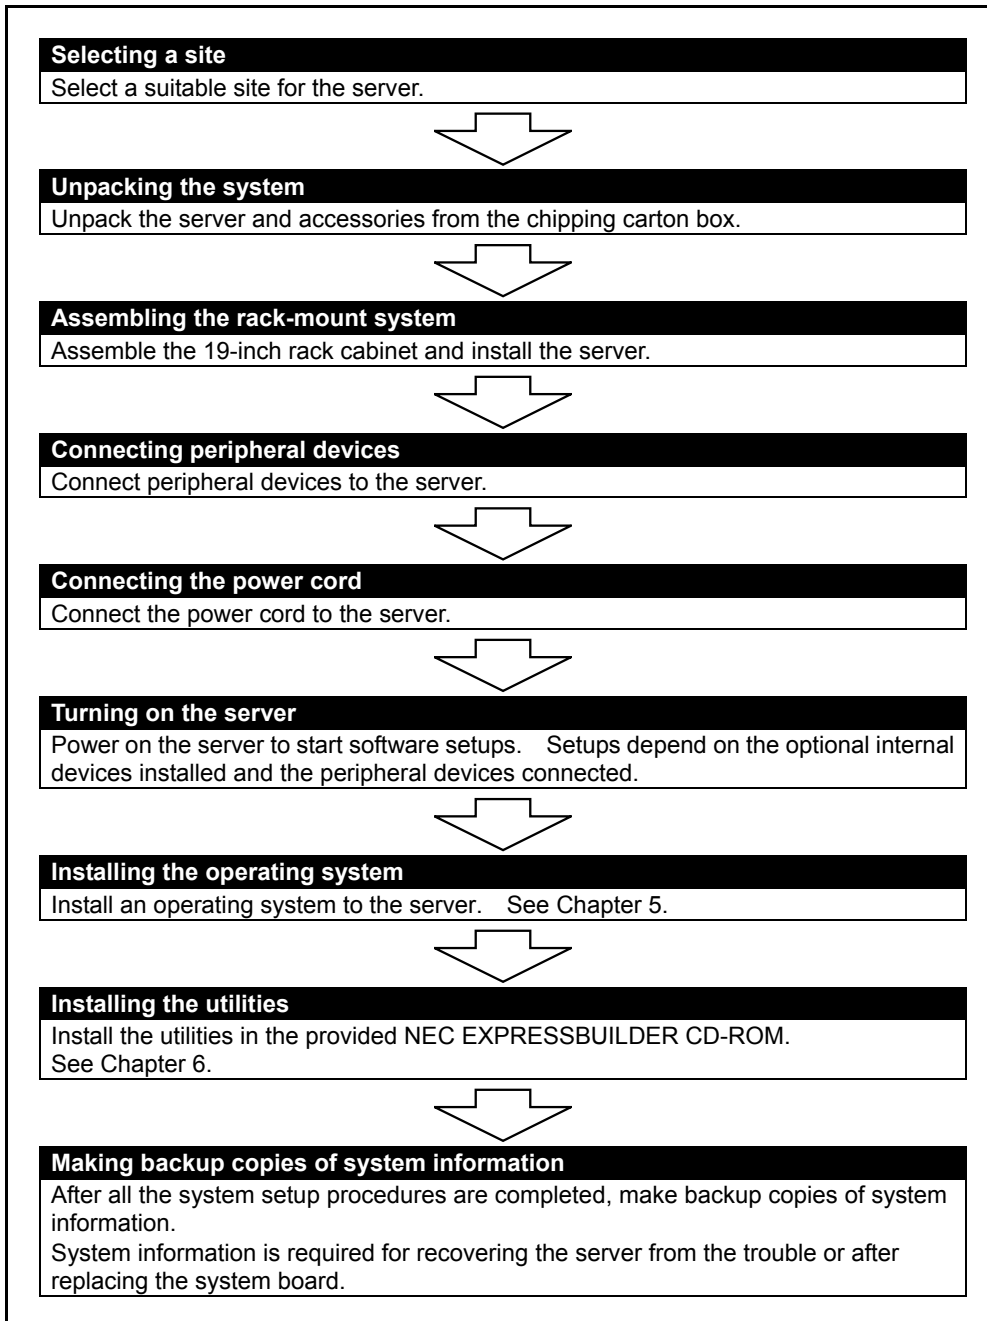 Selecting a site
Select a suitable site for the server.
Unpacking the system
Unpack the server and accessories from the chipping carton box.
Assembling the rack-mount system
Assemble the 19-inch rack cabinet and install the server.
Connecting peripheral devices
Connect peripheral devices to the server.
Connecting the power cord
Connect the power cord to the server.
Turning on the server
Power on the server to start software setups.    Setups depend on the optional internal
devices installed and the peripheral devices connected.
Installing the operating system
Install an operating system to the server.    See Chapter 5.
Installing the utilities
Install the utilities in the provided NEC EXPRESSBUILDER CD-ROM.
See Chapter 6.
Making backup copies of system information
After all the system setup procedures are completed, make backup copies of system
information.
System information is required for recovering the server from the trouble or after
replacing the system board.